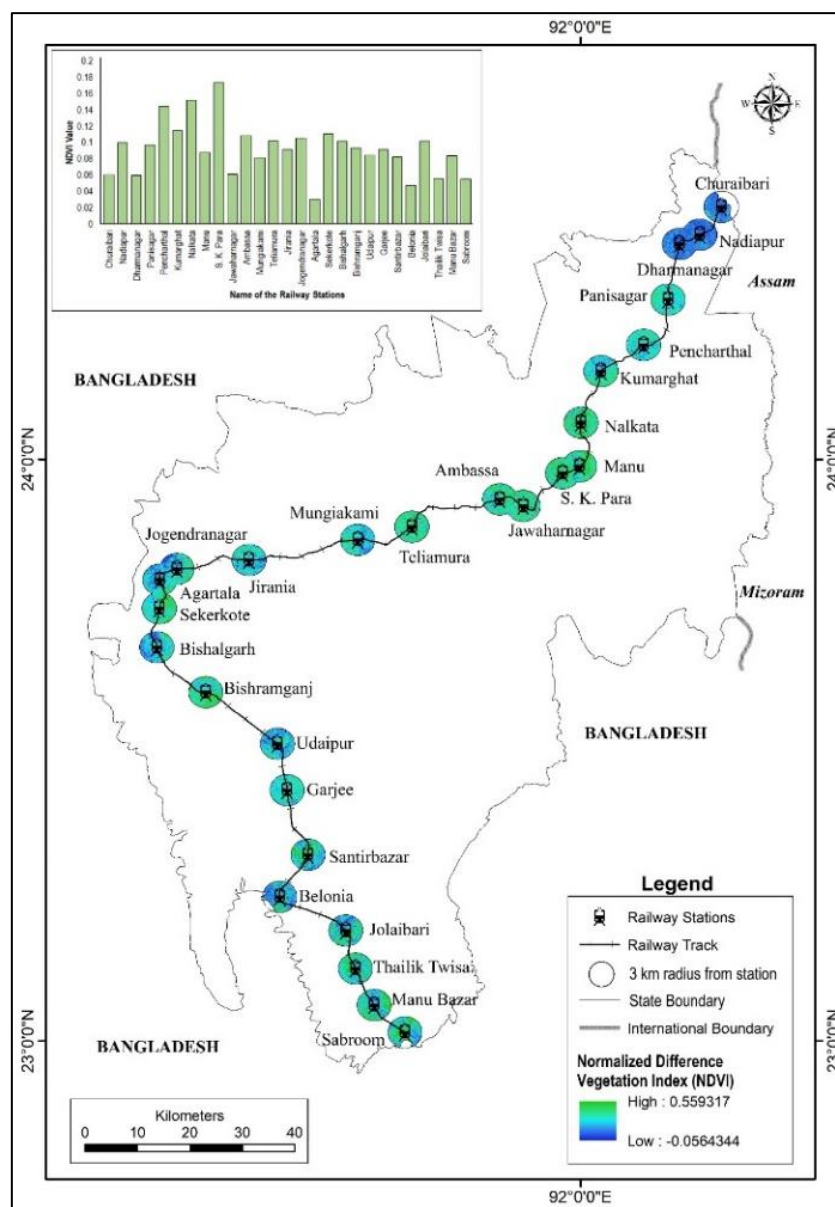 92°0'0"E
0.2
0.18
0.16
0.14
0.12
0.1
0.08
0.06
0.04
0.02
0
NDVI Value
Churaibari
Nadiapur
Dharmanagar
Panisagar
Pencharthal
Kumarghat
Nalkata
Manu
S. K. Para
Jawaharnagar
Ambassa
Mungiakami
Teliamura
Jirania
Jogendranagar
Agartala
Sekerkote
Bishalgarh
Bishramganj
Udaipur
Garjee
Santirbazar
Belonia
Jolaibari
Thailik Twisa
Manu Bazar
Sabroom
Name of the Railway Stations
N
W E
S
Churaibari
Nadiapur
Dharmanagar
Assam
Panisagar
Pencharthal
BANGLADESH
Kumarghat
Nalkata
24°0'0"N
24°0'0"N
Ambassa
Manu
S. K. Para
Mungiakami
Jawaharnagar
Jogendranagar
Teliamura
Jirania
Agartala
Mizoram
Sekerkote
Bishalgarh
Bishramganj
BANGLADESH
Udaipur
Garjee
Santirbazar
Belonia
Jolaibari
Thailik Twisa
Manu Bazar
Sabroom
BANGLADESH
23°0'0"N
23°0'0"N
Legend
Railway Stations
Railway Track
3 km radius from station
State Boundary
International Boundary
Normalized Difference
Vegetation Index (NDVI)
High : 0.559317
Low : -0.0564344
Kilometers
0 10 20 30 40
92°0'0"E